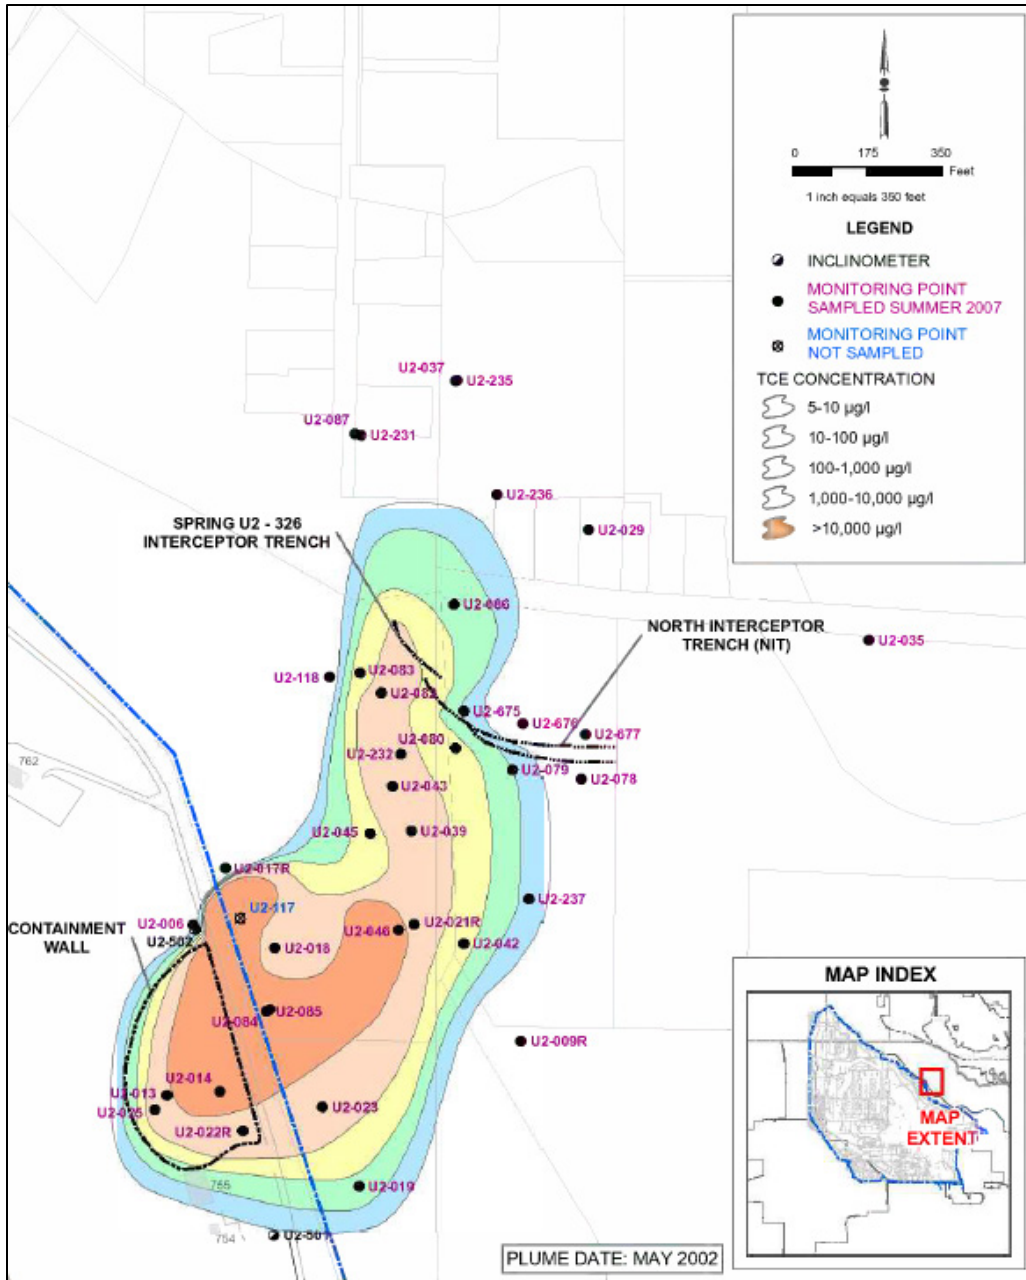 0 175 350
Feet
1 inch equals 350 feet
LEGEND
INCLINOMETER
MONITORING POINT
SAMPLED SUMMER 2007
MONITORING POINT
NOT SAMPLED
TCE CONCENTRATION
5-10 µg/l
10-100 µg/l
100-1,000 µg/l
1,000-10,000 µg/l
>10,000 µg/l
U2-037
U2-235
U2-087
U2-231
U2-236
SPRING U2 - 326
INTERCEPTOR TRENCH
U2-029
U2-086
NORTH INTERCEPTOR
TRENCH (NIT)
U2-035
U2-118
U2-083
U2-082
U2-675
U2-676
U2-677
U2-080
U2-232
U2-079
U2-078
762
U2-043
U2-045
U2-039
U2-017R
U2-237
U2-117
U2-006
U2-502
U2-021R
U2-046
CONTAINMENT
WALL
U2-018
U2-042
U2-085
U2-084
U2-009R
U2-014
U2-013
U2-025
U2-023
U2-022R
755
U2-019
754
U2-501
PLUME DATE: MAY 2002
MAP INDEX
MAP
EXTENT